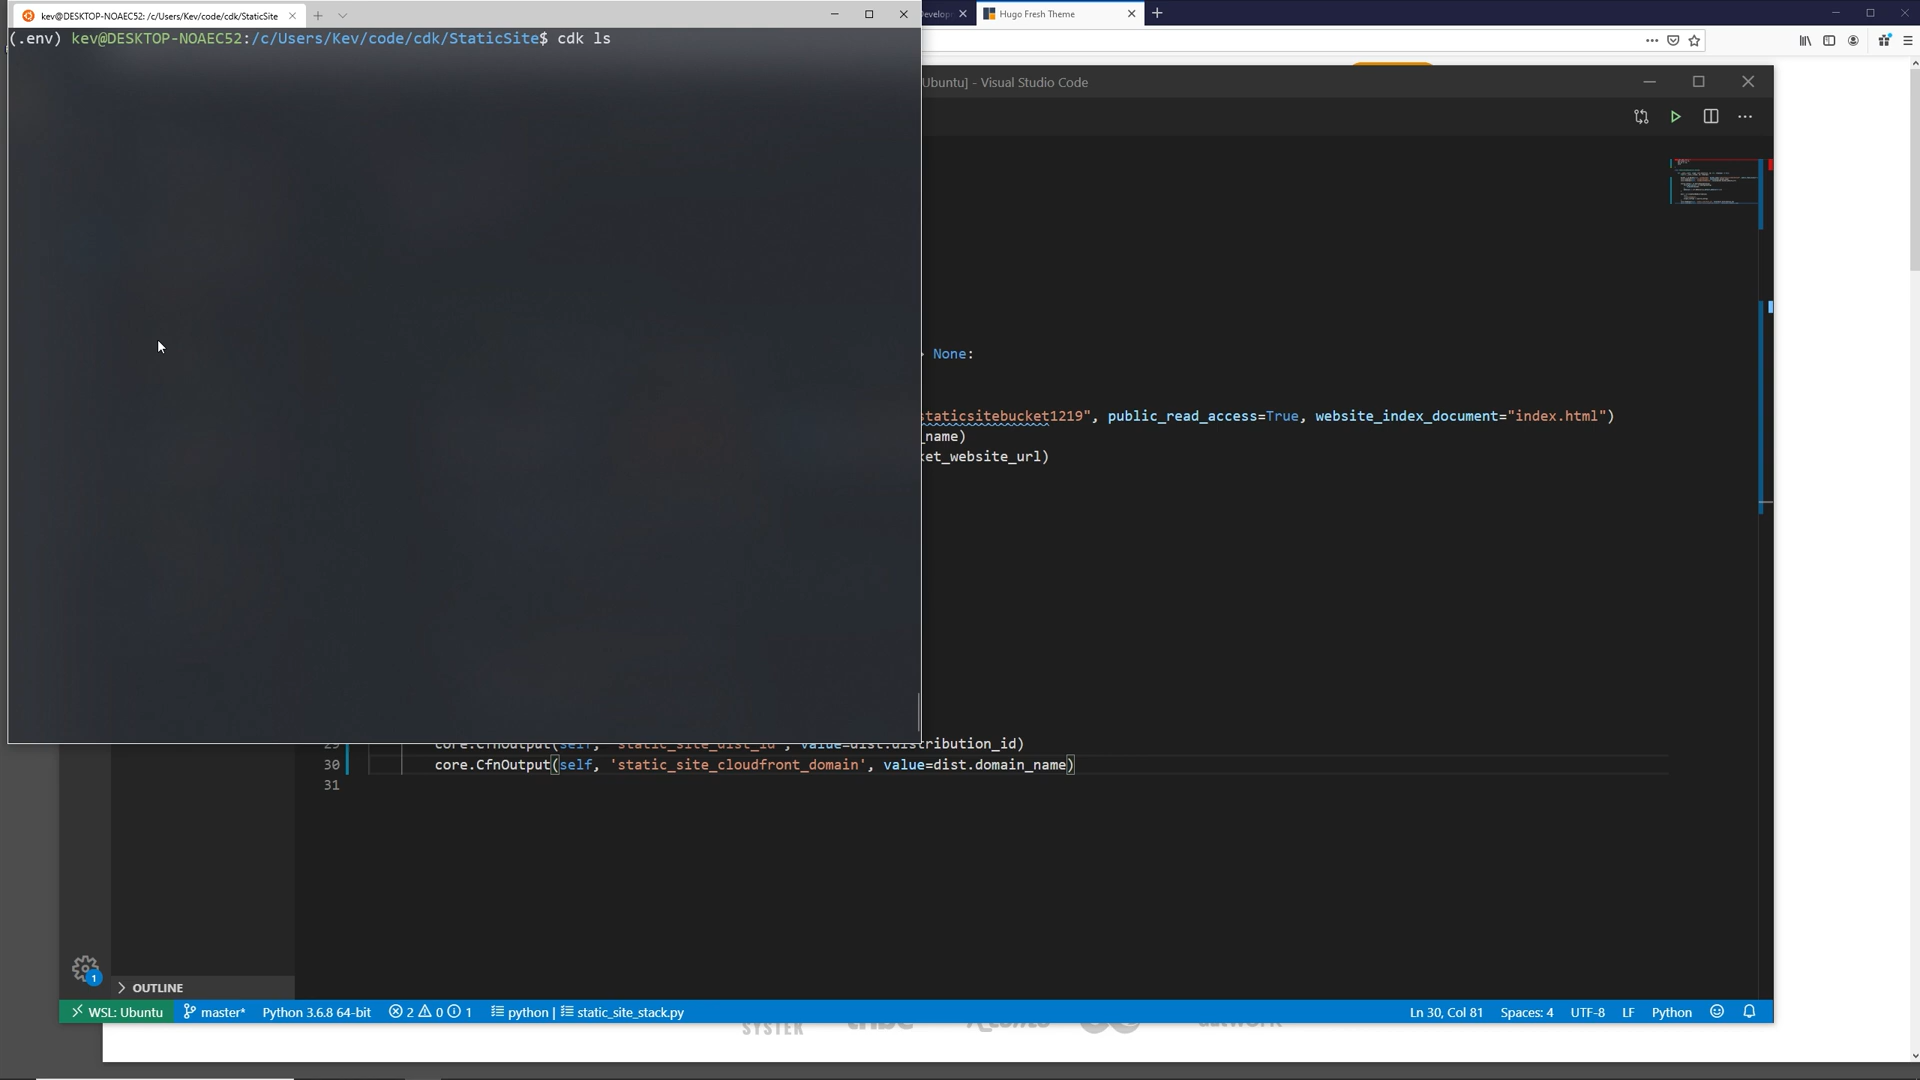 kev@DESKTOP-NOAEC52: /c/Users/Kev/code/cdk/StaticSite
Hugo Fresh Theme
(.env) kev@DESKTOP-NOAEC52:/c/Users/Kev/code/cdk/StaticSite$ cdk ls
Ubuntu] - Visual Studio Code
None:
staticsitebucket1219", public_read_access=True, website_index_document="index.html")
_name)
et_website_url)
29 core.CfnOutput(self, 'static_site_dist_id', value=dist.distribution_id)
30 core.CfnOutput(self, 'static_site_cloudfront_domain', value=dist.domain_name)
31
1
OUTLINE
WSL: Ubuntu master* Python 3.6.8 64-bit 2 0 1 python | static_site_stack.py Ln 30, Col 81 Spaces: 4 UTF-8 LF Python
SYSTEK